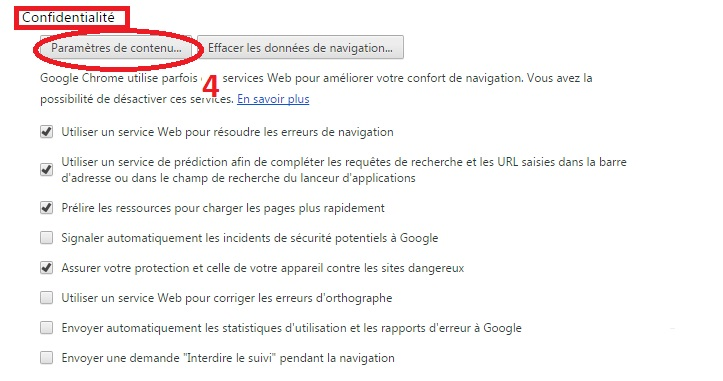 Confidentialité
Paramètres de contenu... Effacer les données de navigation...
Google Chrome utilise parfois services Web pour améliorer votre confort de navigation. Vous avez la
4
possibilité de désactiver ces services. En savoir plus
Utiliser un service Web pour résoudre les erreurs de navigation
Utiliser un service de prédiction afin de compléter les requêtes de recherche et les URL saisies dans la barre
d'adresse ou dans le champ de recherche du lanceur d'applications
Prélire les ressources pour charger les pages plus rapidement
Signaler automatiquement les incidents de sécurité potentiels à Google
Assurer votre protection et celle de votre appareil contre les sites dangereux
Utiliser un service Web pour corriger les erreurs d'orthographe
Envoyer automatiquement les statistiques d'utilisation et les rapports d'erreur à Google
Envoyer une demande "Interdire le suivi" pendant la navigation